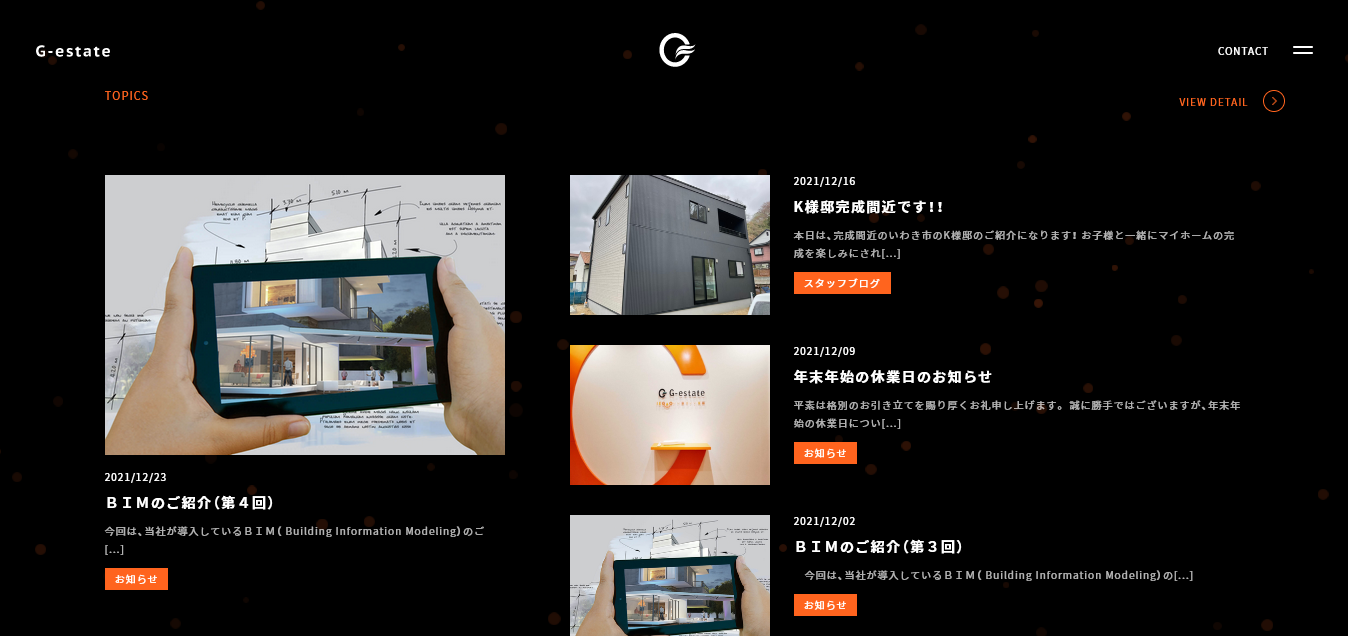 G-estate
CONTACT
TOPICS
VIEW DETAIL
2021/12/23
ＢＩＭのご紹介（第４回）
今回は、当社が導入しているＢＩＭ（ Building Information Modeling）のご
[...]
お知らせ
2021/12/16
K様邸完成間近です！！
本日は、完成間近のいわき市のK様邸のご紹介になります！ お子様と一緒にマイホームの完
成を楽しみにされ[...]
スタッフブログ
G-estate
2021/12/09
年末年始の休業日のお知らせ
平素は格別のお引き立てを賜り厚くお礼申し上げます。 誠に勝手ではございますが、年末年
始の休業日につい[...]
お知らせ
2021/12/02
ＢＩＭのご紹介（第３回）
今回は、当社が導入しているＢＩＭ（ Building Information Modeling）の[...]
お知らせ